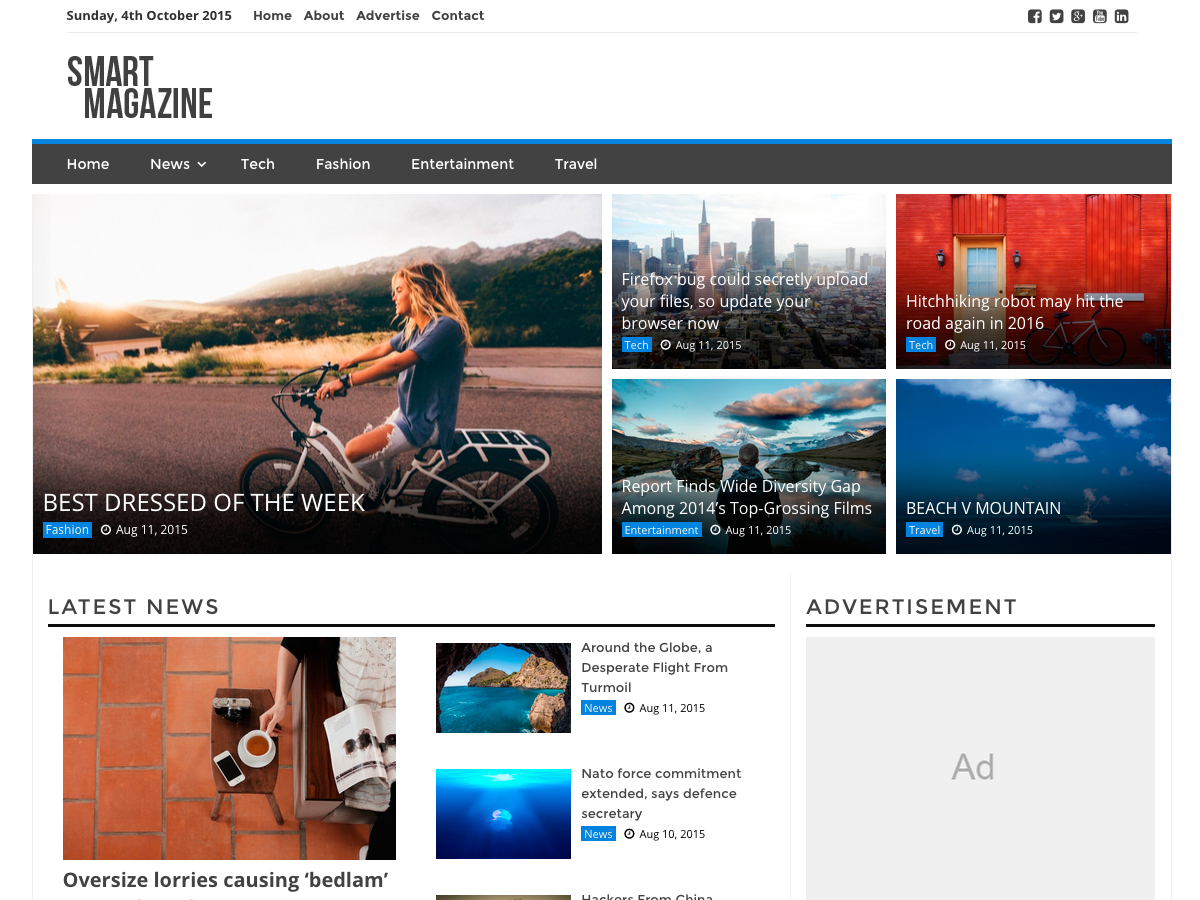 Sunday, 4th October 2015 Home About Advertise Contact
SMART
MAGAZINE
Home News Tech Fashion Entertainment Travel
BEST DRESSED OF THE WEEK
Fashion Aug 11, 2015
Firefox bug could secretly upload
your files, so update your
browser now
Tech Aug 11, 2015
Hitchhiking robot may hit the
road again in 2016
Tech Aug 11, 2015
Report Finds Wide Diversity Gap
Among 2014’s Top-Grossing Films
Entertainment Aug 11, 2015
BEACH V MOUNTAIN
Travel Aug 11, 2015
LATEST NEWS
Oversize lorries causing ‘bedlam’
Around the Globe, a
Desperate Flight From
Turmoil
News Aug 11, 2015
Nato force commitment
extended, says defence
secretary
News Aug 10, 2015
Hackers From China
ADVERTISEMENT
Ad